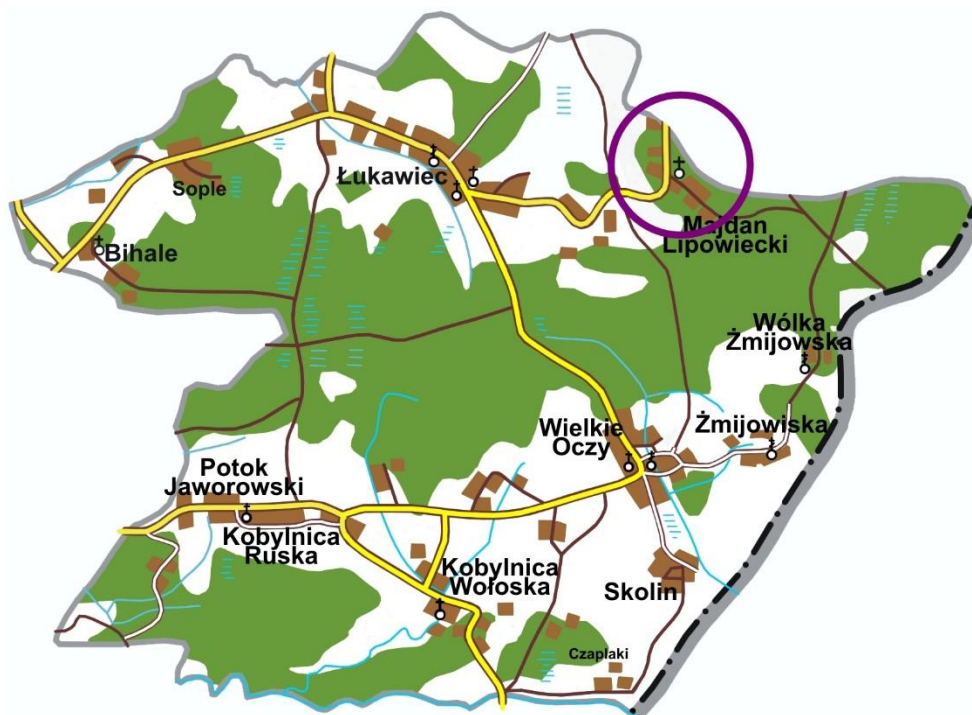 Łukawiec
Sople
Majdan
Lipowiecki
Bihale
Wólka
Żmijowska
Wielkie
Oczy
Żmijowiska
Potok
Jaworowski
Kobylnica
Ruska
Kobylnica
Wołoska
Skolin
Czaplaki